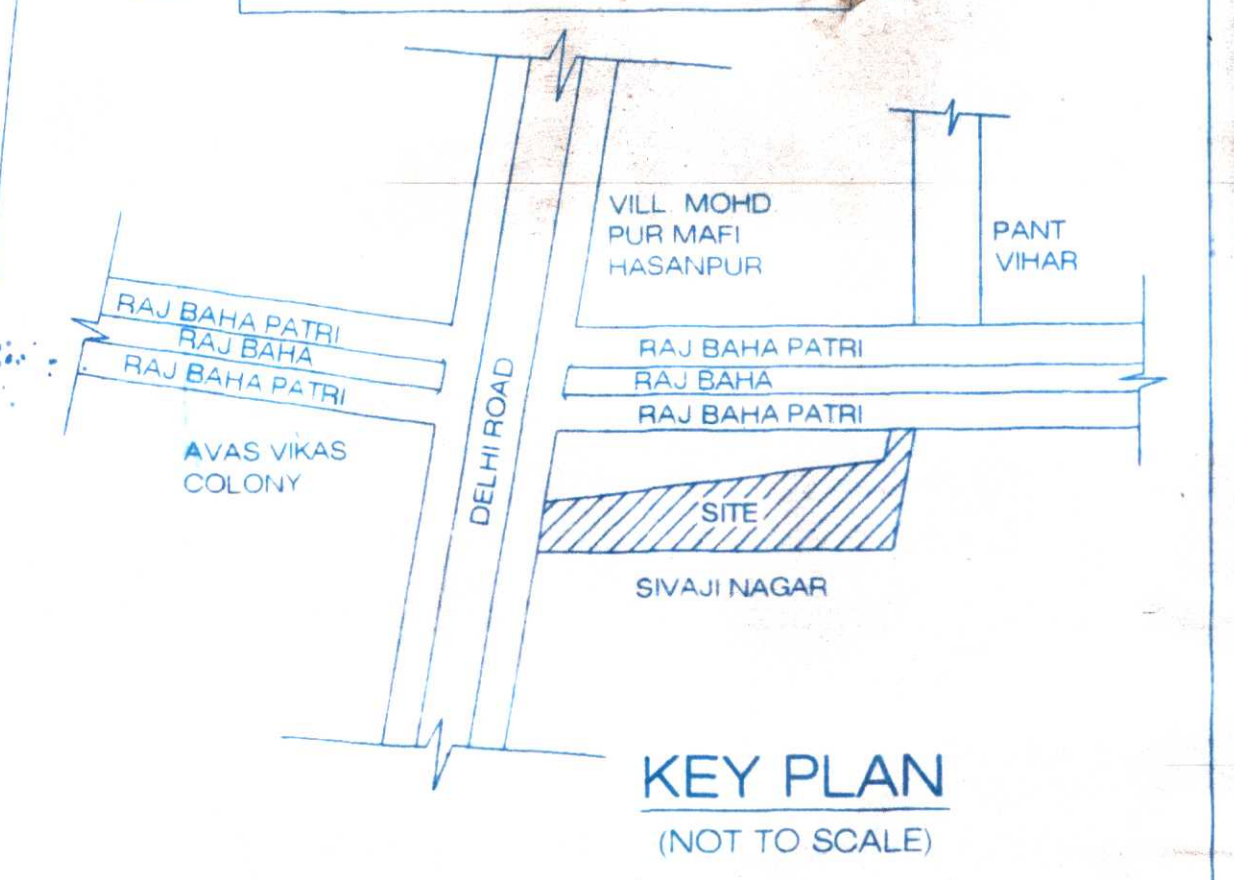 VILL. MOHD.
PUR MAFI
HASANPUR
PANT
VIHAR
RAJ BAHA PATRI
RAJ BAHA
RAJ BAHA PATRI
RAJ BAHA PATRI
RAJ BAHA
RAJ BAHA PATRI
DELHI ROAD
AVAS VIKAS
COLONY
SITE
SIVAJI NAGAR
KEY PLAN
(NOT TO SCALE)